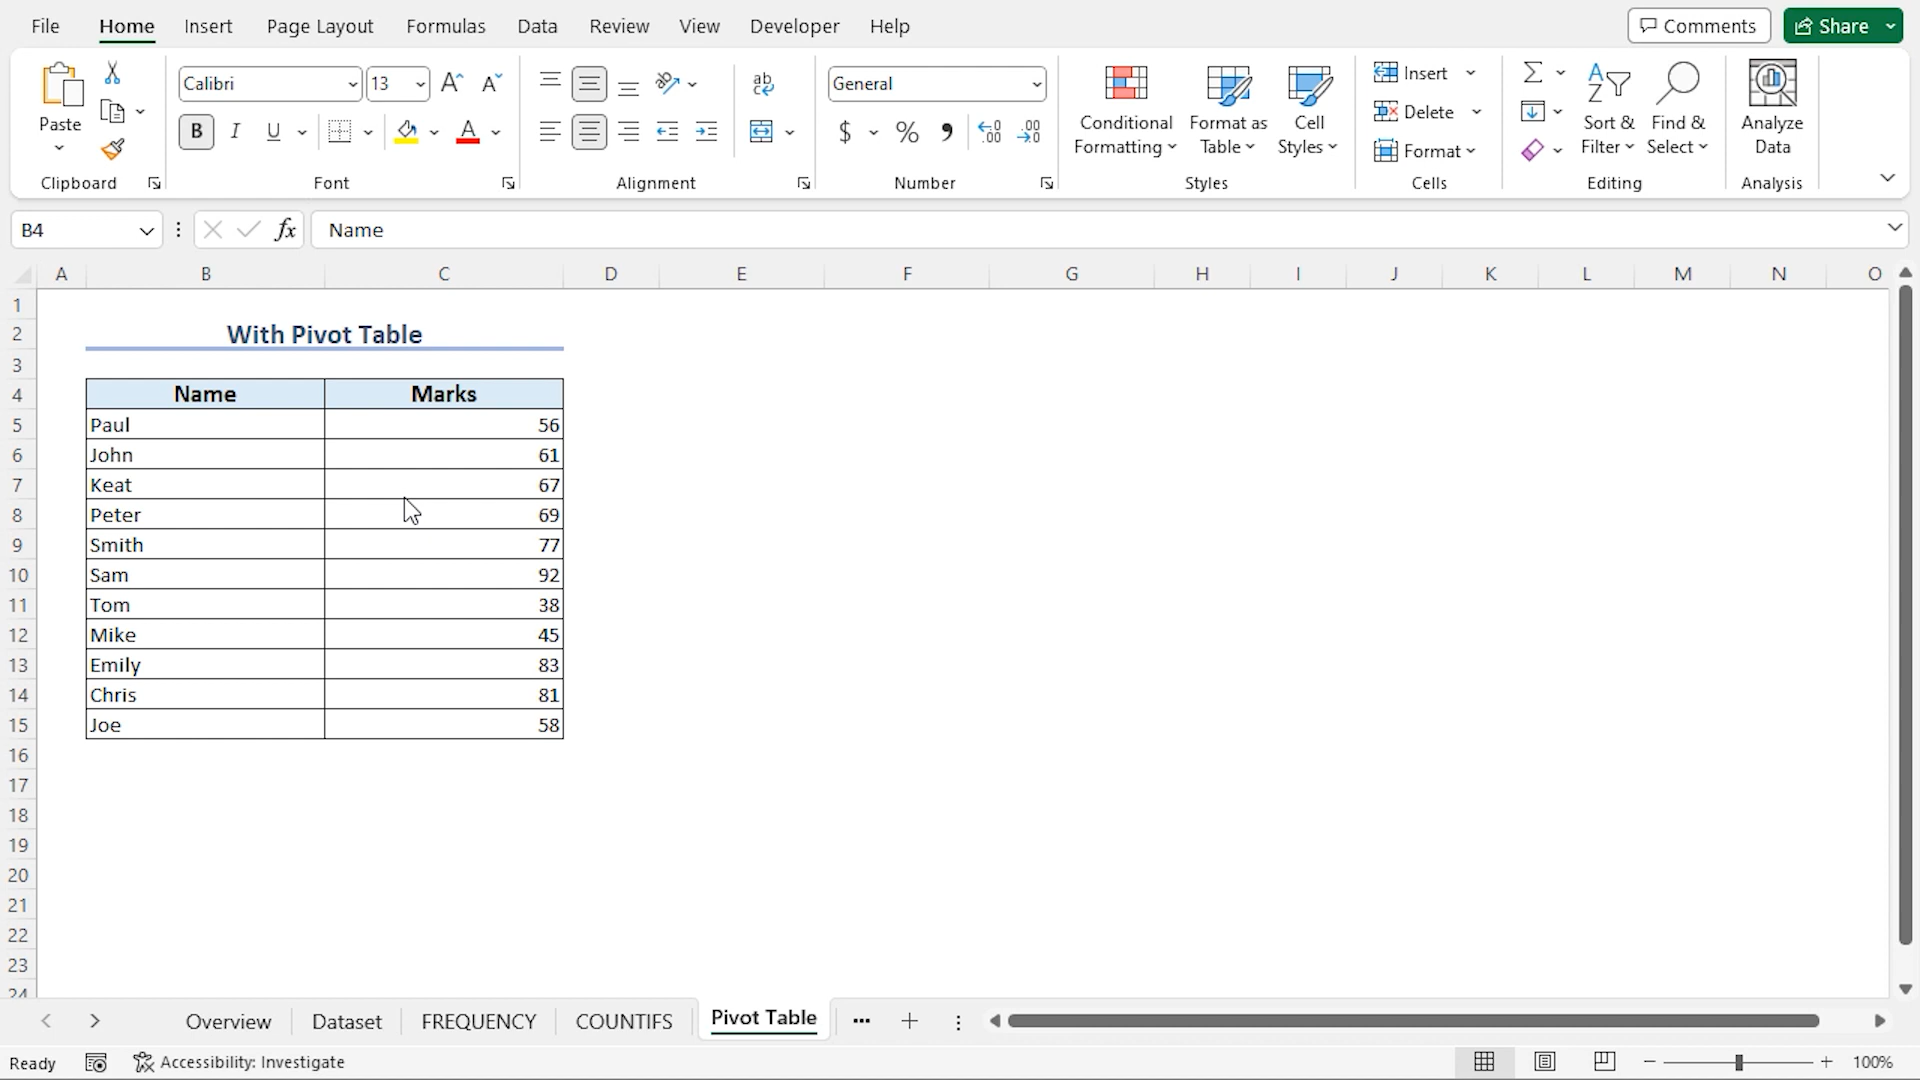 File Home Insert Page Layout Formulas Data Review View Developer Help Comments Share
Calibri 13 A A ab General Insert Σ A Z
Paste B I U A $ % 9 Conditional Formatting Format as Table Cell Styles Delete Format Sort & Filter Find & Select Analyze Data
Clipboard Font Alignment Number Styles Cells Editing Analysis
B4 fx Name
A B C D E F G H I J K L M N O
1
2 With Pivot Table
3
4 Name Marks
5 Paul 56
6 John 61
7 Keat 67
8 Peter 69
9 Smith 77
10 Sam 92
11 Tom 38
12 Mike 45
13 Emily 83
14 Chris 81
15 Joe 58
16
17
18
19
20
21
22
23
24
Overview Dataset FREQUENCY COUNTIFS Pivot Table ... +
Ready Accessibility: Investigate 100%